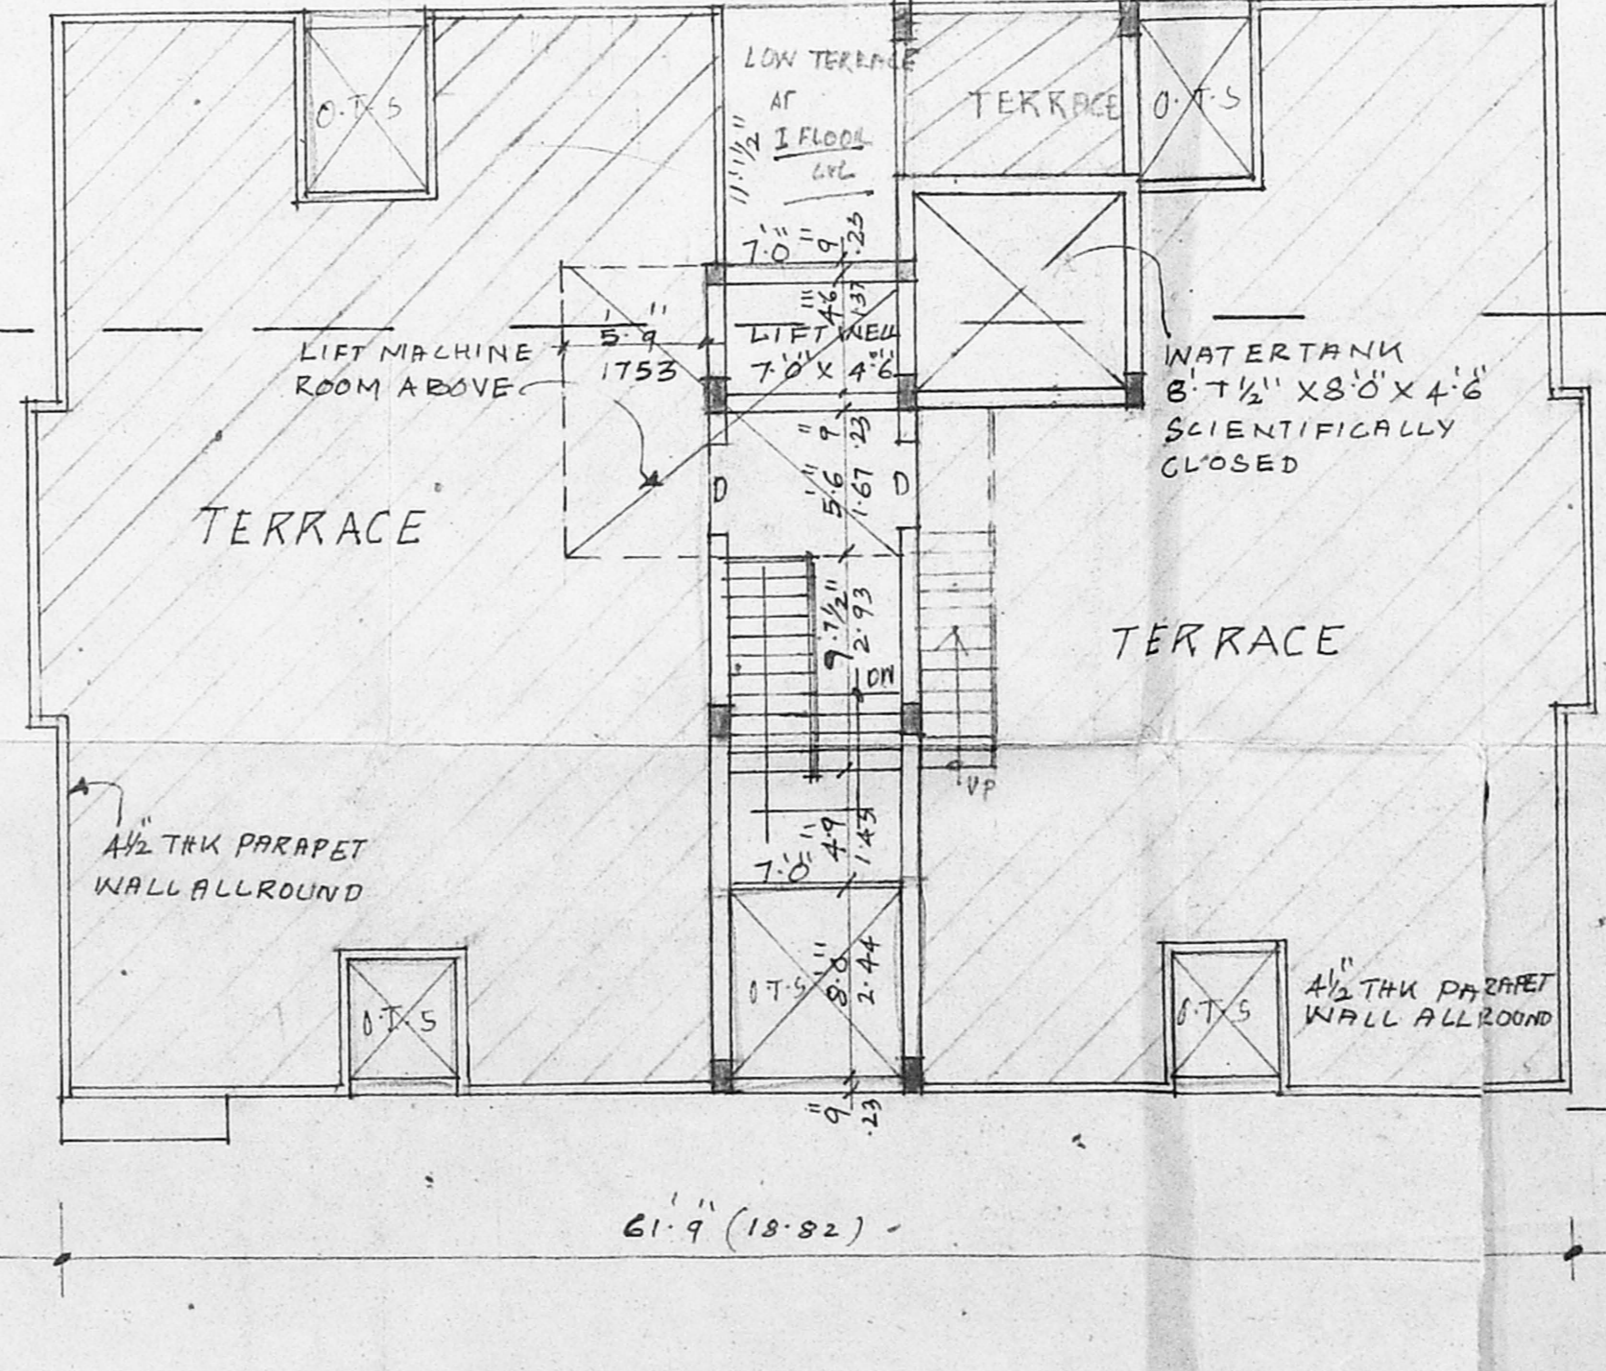 LOW TERRACE
AT
I FLOOR
LVL
TERRACE
O.T.S
O.T.S
11'.1½"
7'.0"
9"
.23
4'6"
1.37
LIFT WELL
7'.0" X 4'.6"
5'.9"
1753
LIFT MACHINE
ROOM ABOVE
WATERTANK
8'.7½" X8'.0" X 4'.6"
SCIENTIFICALLY
CLOSED
9"
.23
5'.6"
1.67
D
D
TERRACE
TERRACE
9'.7½"
2.93
DN
UP
4½" THK PARAPET
WALL ALLROUND
4'.9"
1.45
7'.0"
O.T.S
8'.0"
2.44
O.T.S
O.T.S
4½" THK PARAPET
WALL ALLROUND
9"
.23
61'.9" (18.82)